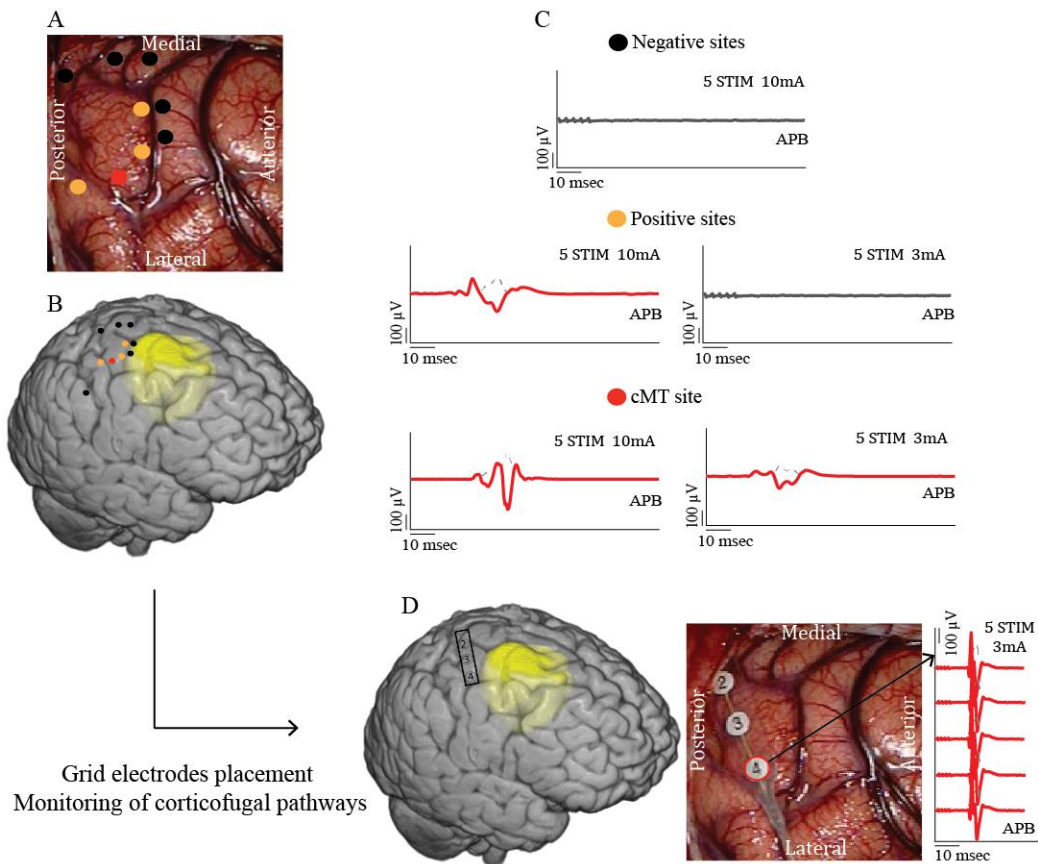 A
Medial
Posterior
Anterior
Lateral
B
C
Negative sites
5 STIM 10mA
APB
100 µV
10 msec
Positive sites
5 STIM 10mA
APB
100 µV
10 msec
5 STIM 3mA
APB
100 µV
10 msec
cMT site
5 STIM 10mA
APB
100 µV
10 msec
5 STIM 3mA
APB
100 µV
10 msec
Grid electrodes placement
Monitoring of corticofugal pathways
D
2
3
4
Medial
Posterior
Anterior
Lateral
2
3
4
100 µV
5 STIM
3mA
APB
10 msec